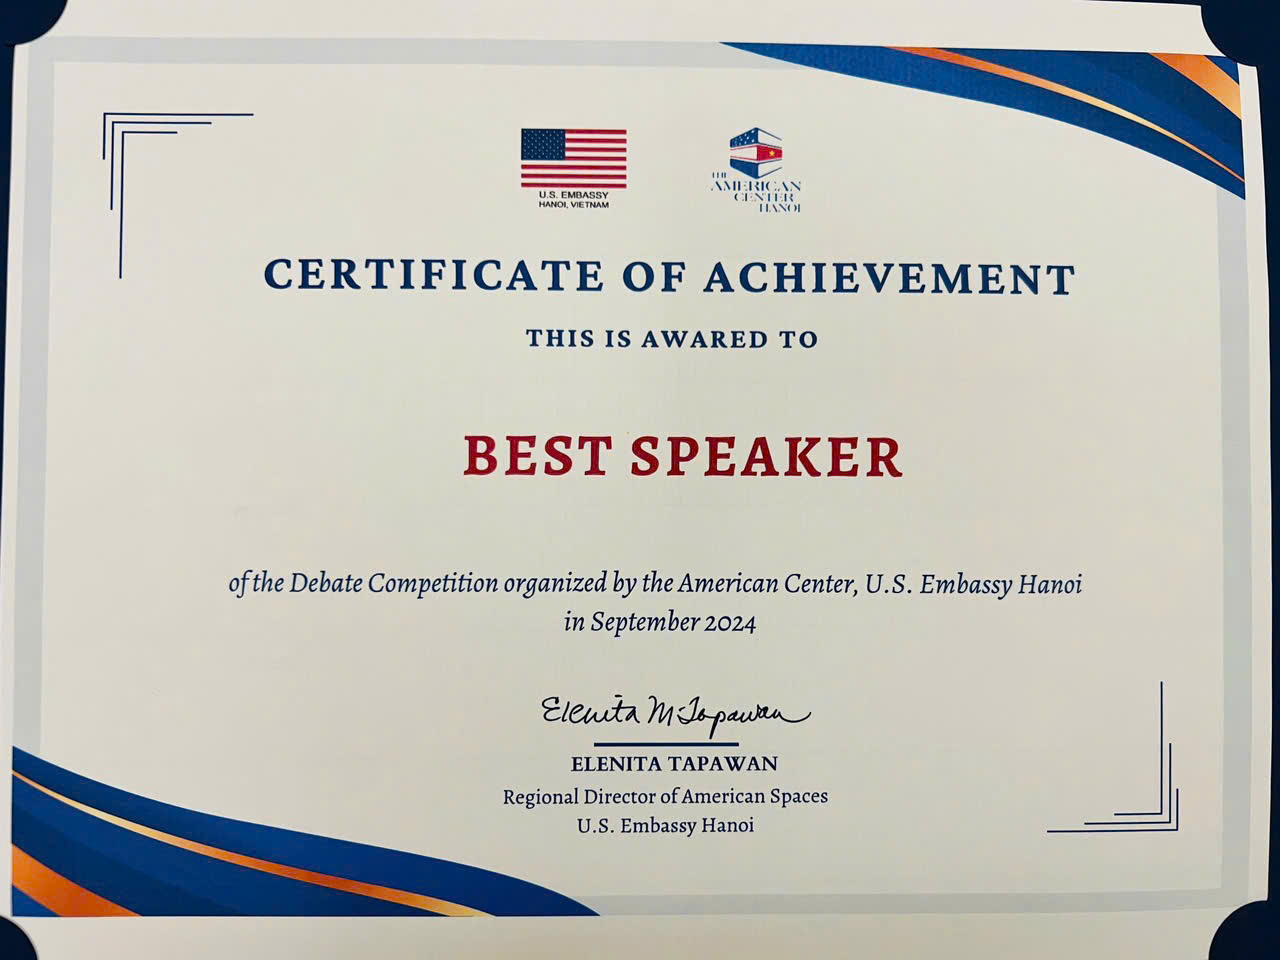 U.S. EMBASSY
HANOI, VIETNAM
THE
AMERICAN
CENTER
HANOI
CERTIFICATE OF ACHIEVEMENT
THIS IS AWARED TO
BEST SPEAKER
of the Debate Competition organized by the American Center, U.S. Embassy Hanoi
in September 2024
Elenita M Tapawan
ELENITA TAPAWAN
Regional Director of American Spaces
U.S. Embassy Hanoi